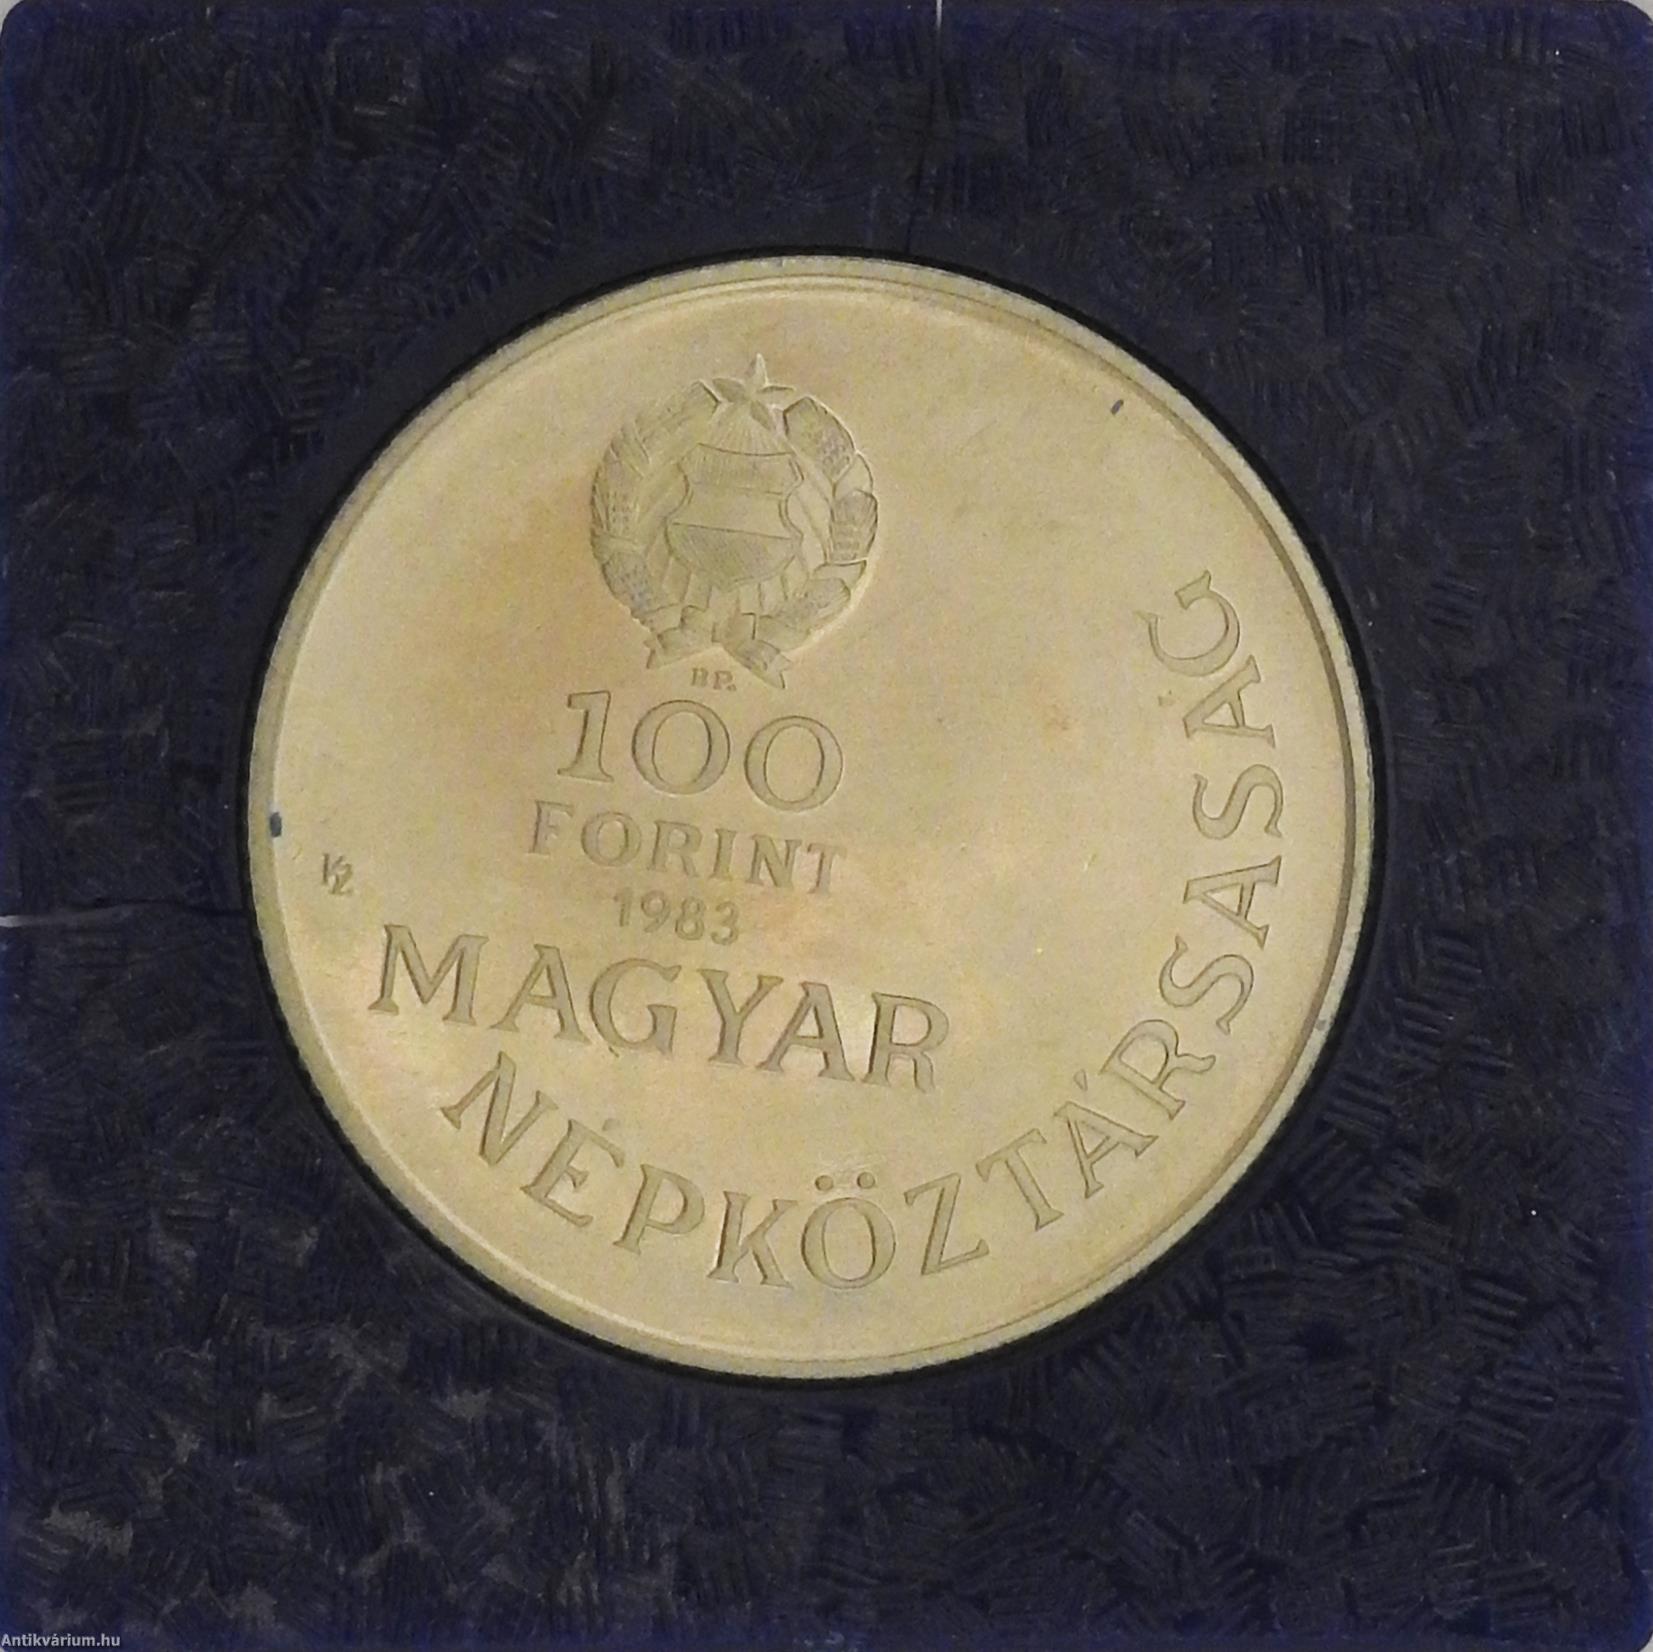 BP.
100
FORINT
1983
MAGYAR
NÉPKÖZTÁRSASÁG
Antikvárium.hu